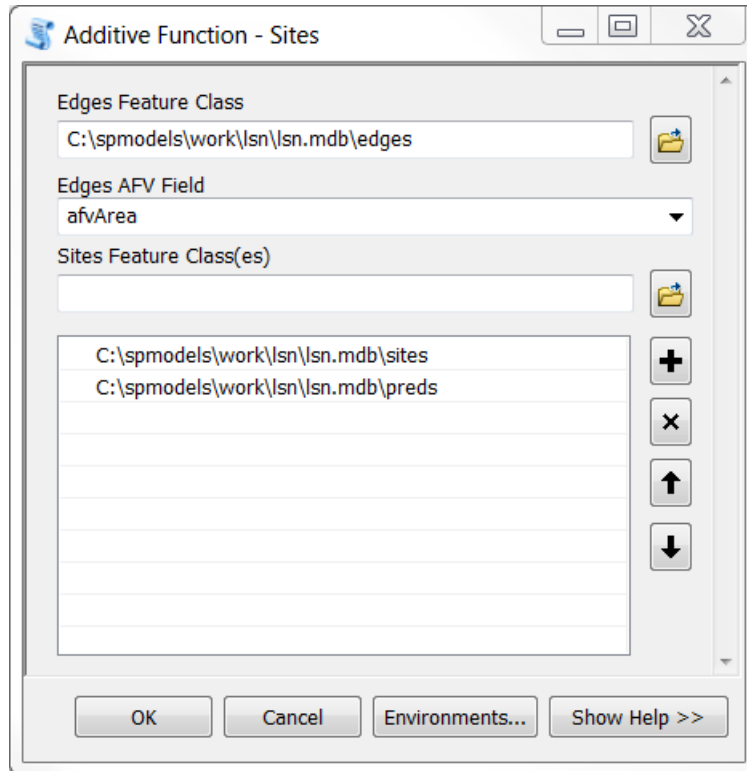 Additive Function - Sites
Edges Feature Class
C:\spmodels\work\lsn\lsn.mdb\edges
Edges AFV Field
afvArea
Sites Feature Class(es)
C:\spmodels\work\lsn\lsn.mdb\sites
C:\spmodels\work\lsn\lsn.mdb\preds
OK Cancel Environments... Show Help >>